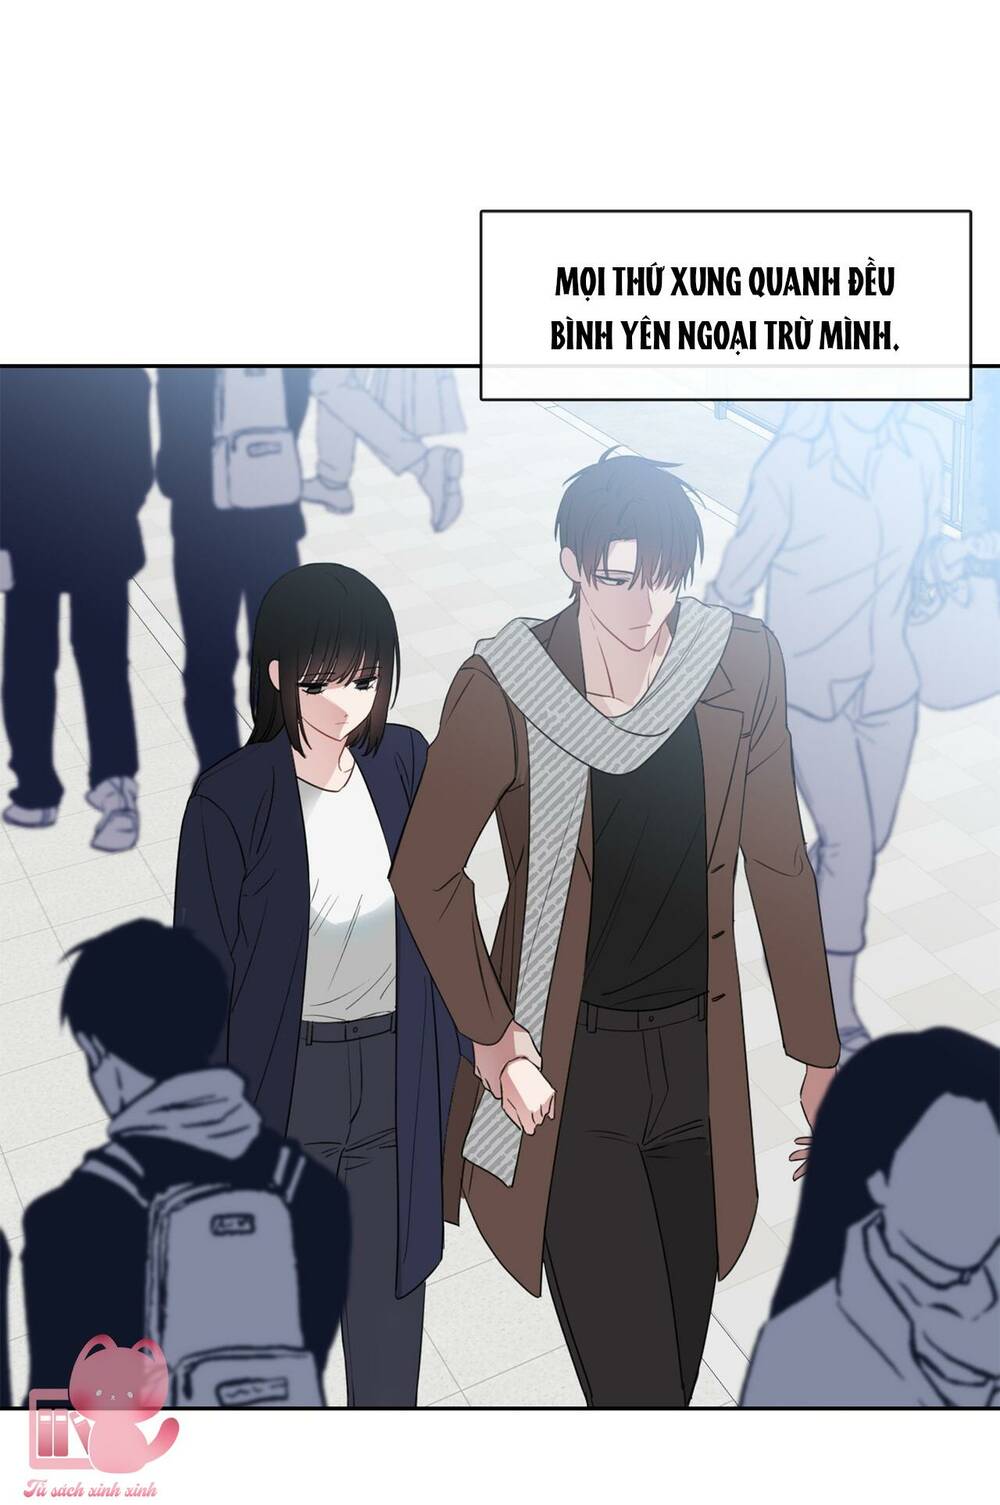 MỌI THỨ XUNG QUANH ĐỀU
BÌNH YÊN NGOẠI TRỪ MÌNH.
Tủ sách xinh xinh